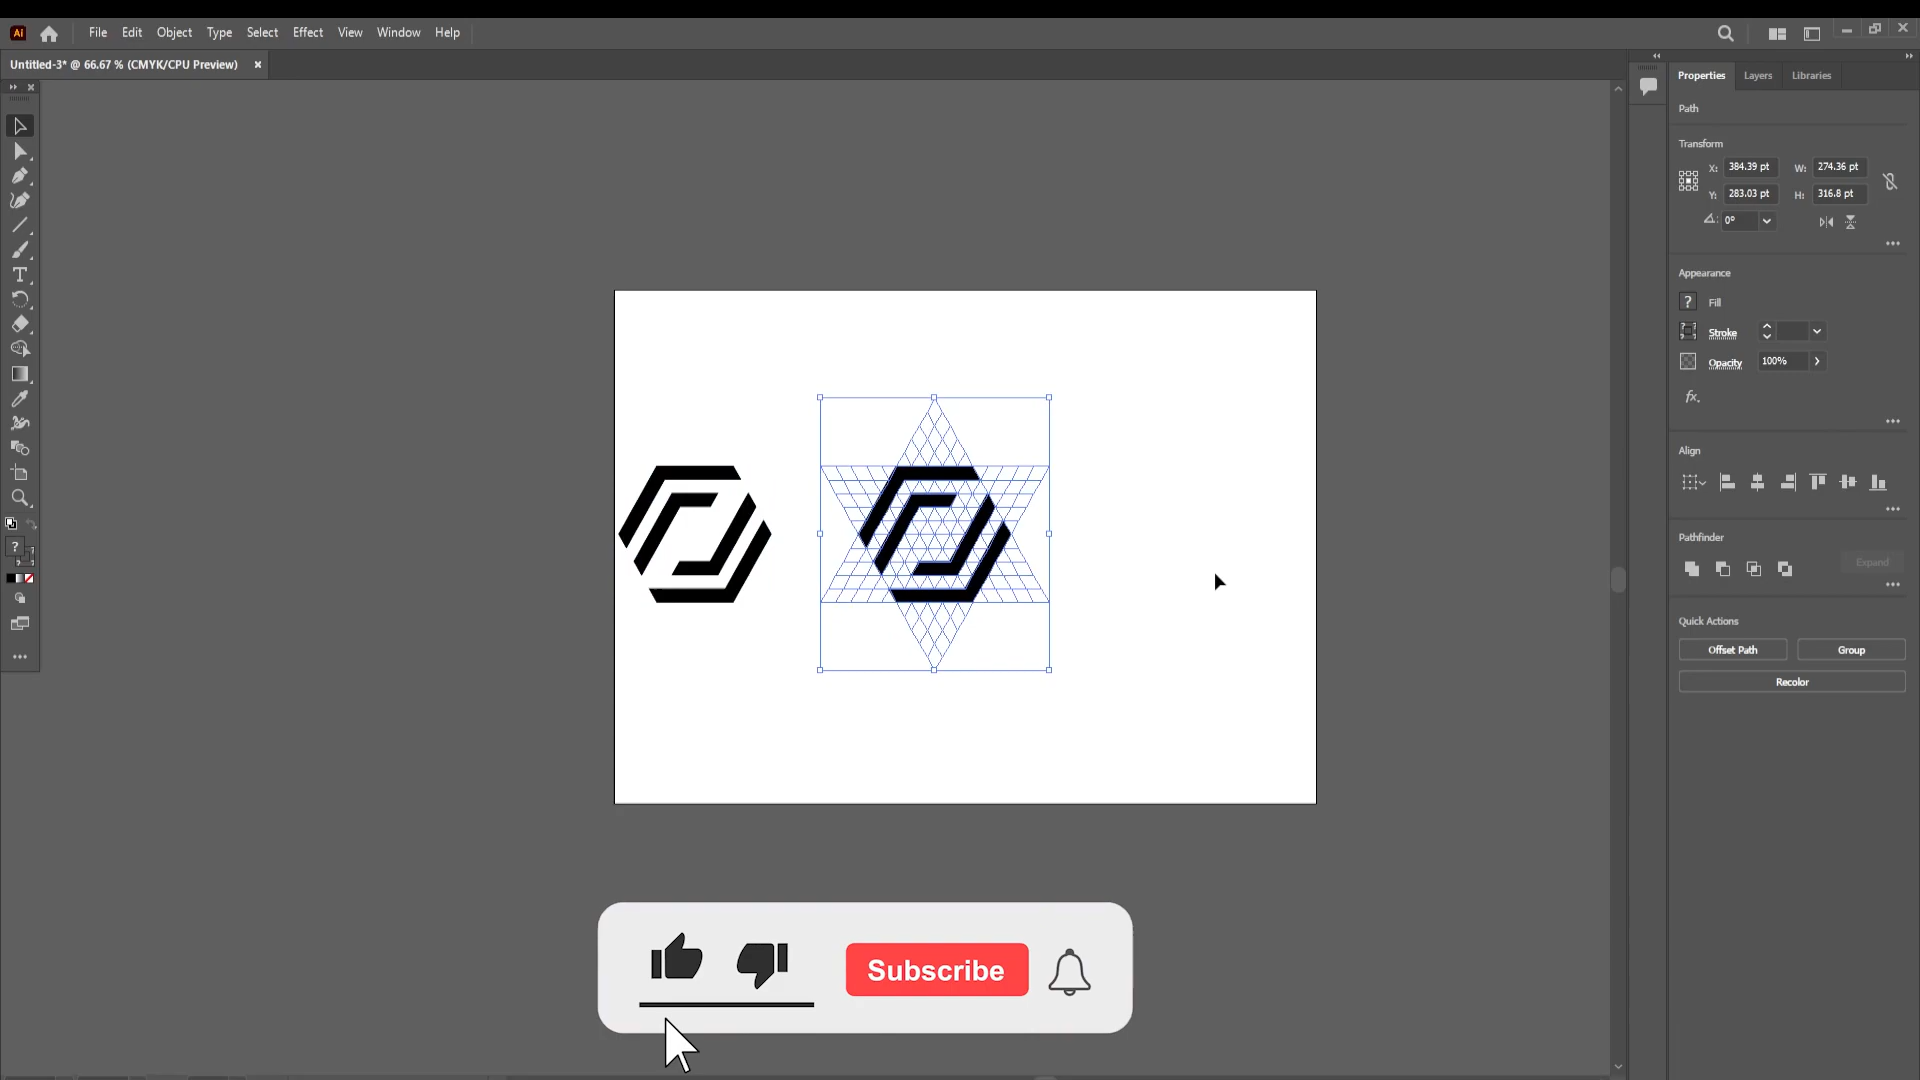 Ai File Edit Object Type Select Effect View Window Help
Untitled-3* @ 66.67 % (CMYK/CPU Preview) ×
Properties Layers Libraries
Path
Transform
X: 384.39 pt W: 274.36 pt
Y: 283.03 pt H: 316.8 pt
0°
Appearance
? Fill
Stroke
Opacity 100%
fx.
Align
Pathfinder
Expand
Quick Actions
Offset Path Group
Recolor
Subscribe